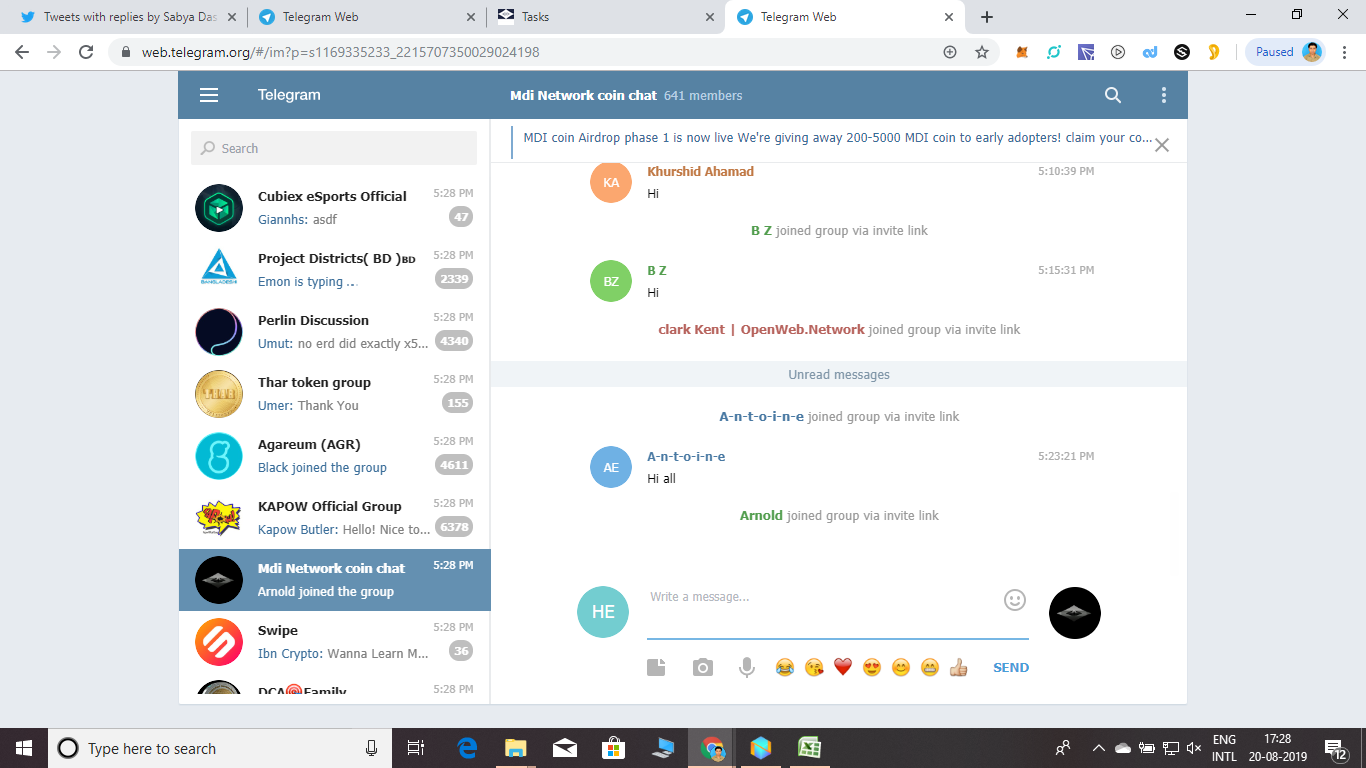 Tweets with replies by Sabya Das
Telegram Web
Tasks
Telegram Web
web.telegram.org/#/im?p=s1169335233_2215707350029024198
Paused
Telegram
Mdi Network coin chat 641 members
MDI coin Airdrop phase 1 is now live We're giving away 200-5000 MDI coin to early adopters! claim your co...
Search
Cubiex eSports Official 5:28 PM
Giannhs: asdf 47
Project Districts( BD )BD 5:28 PM
Emon is typing ... 2339
Perlin Discussion 5:28 PM
Umut: no erd did exactly x5... 4340
Thar token group 5:28 PM
Umer: Thank You 155
Agareum (AGR) 5:28 PM
Black joined the group 4611
KAPOW Official Group 5:28 PM
Kapow Butler: Hello! Nice to... 6378
Mdi Network coin chat 5:28 PM
Arnold joined the group
Swipe 5:28 PM
Ibn Crypto: Wanna Learn M... 36
DCA🎯Family 5:28 PM
KA
Khurshid Ahamad 5:10:39 PM
Hi
B Z joined group via invite link
BZ
B Z 5:15:31 PM
Hi
clark Kent | OpenWeb.Network joined group via invite link
Unread messages
A-n-t-o-i-n-e joined group via invite link
AE
A-n-t-o-i-n-e 5:23:21 PM
Hi all
Arnold joined group via invite link
HE
Write a message...
SEND
Type here to search
ENG
INTL
17:28
20-08-2019
12